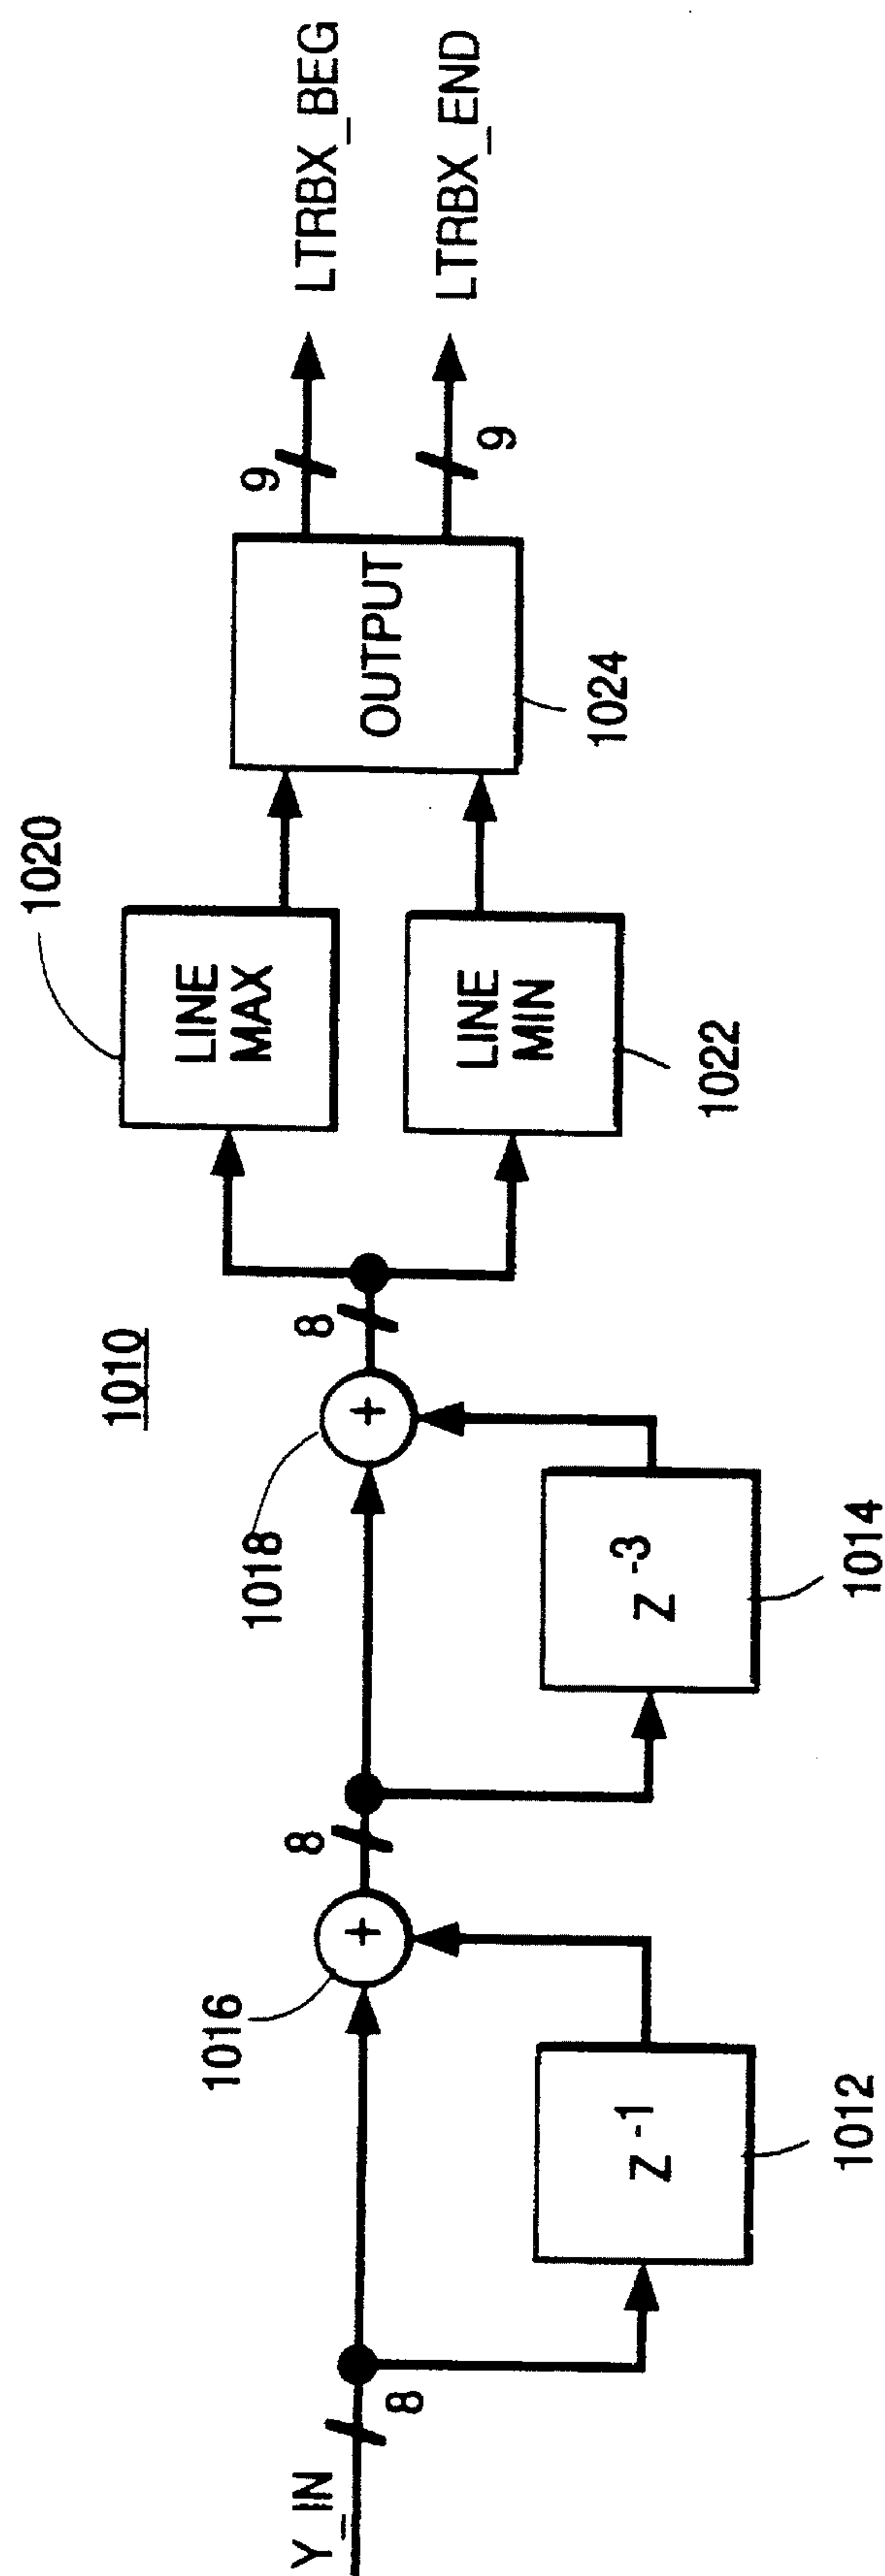 1010
Y_IN
8
Z-1
1012
1016
+
8
Z-3
1014
1018
+
8
LINE
MAX
1020
LINE
MIN
1022
OUTPUT
1024
9
LTRBX_BEG
9
LTRBX_END